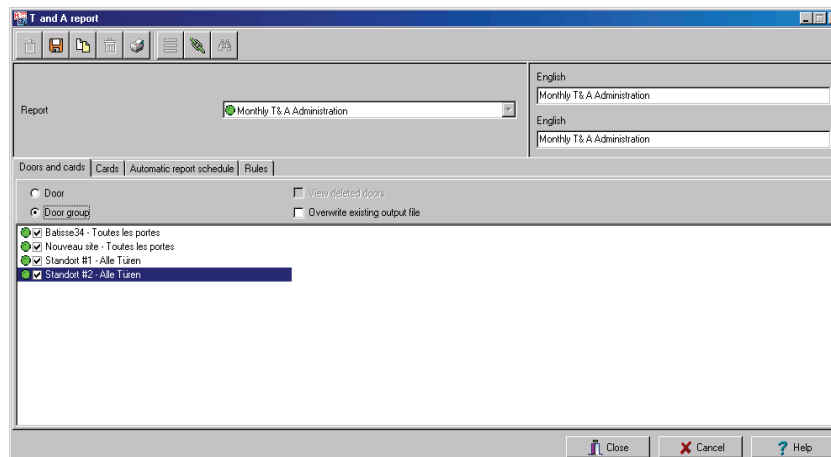 T and A report
Report
Monthly T& A Administration
English
Monthly T& A Administration
English
Monthly T& A Administration
Doors and cards
Cards
Automatic report schedule
Rules
Door
View deleted doors
Door group
Overwrite existing output file
Batisse34 - Toutes les portes
Nouveau site - Toutes les portes
Standort #1 - Alle Türen
Standort #2 - Alle Türen
Close
Cancel
? Help